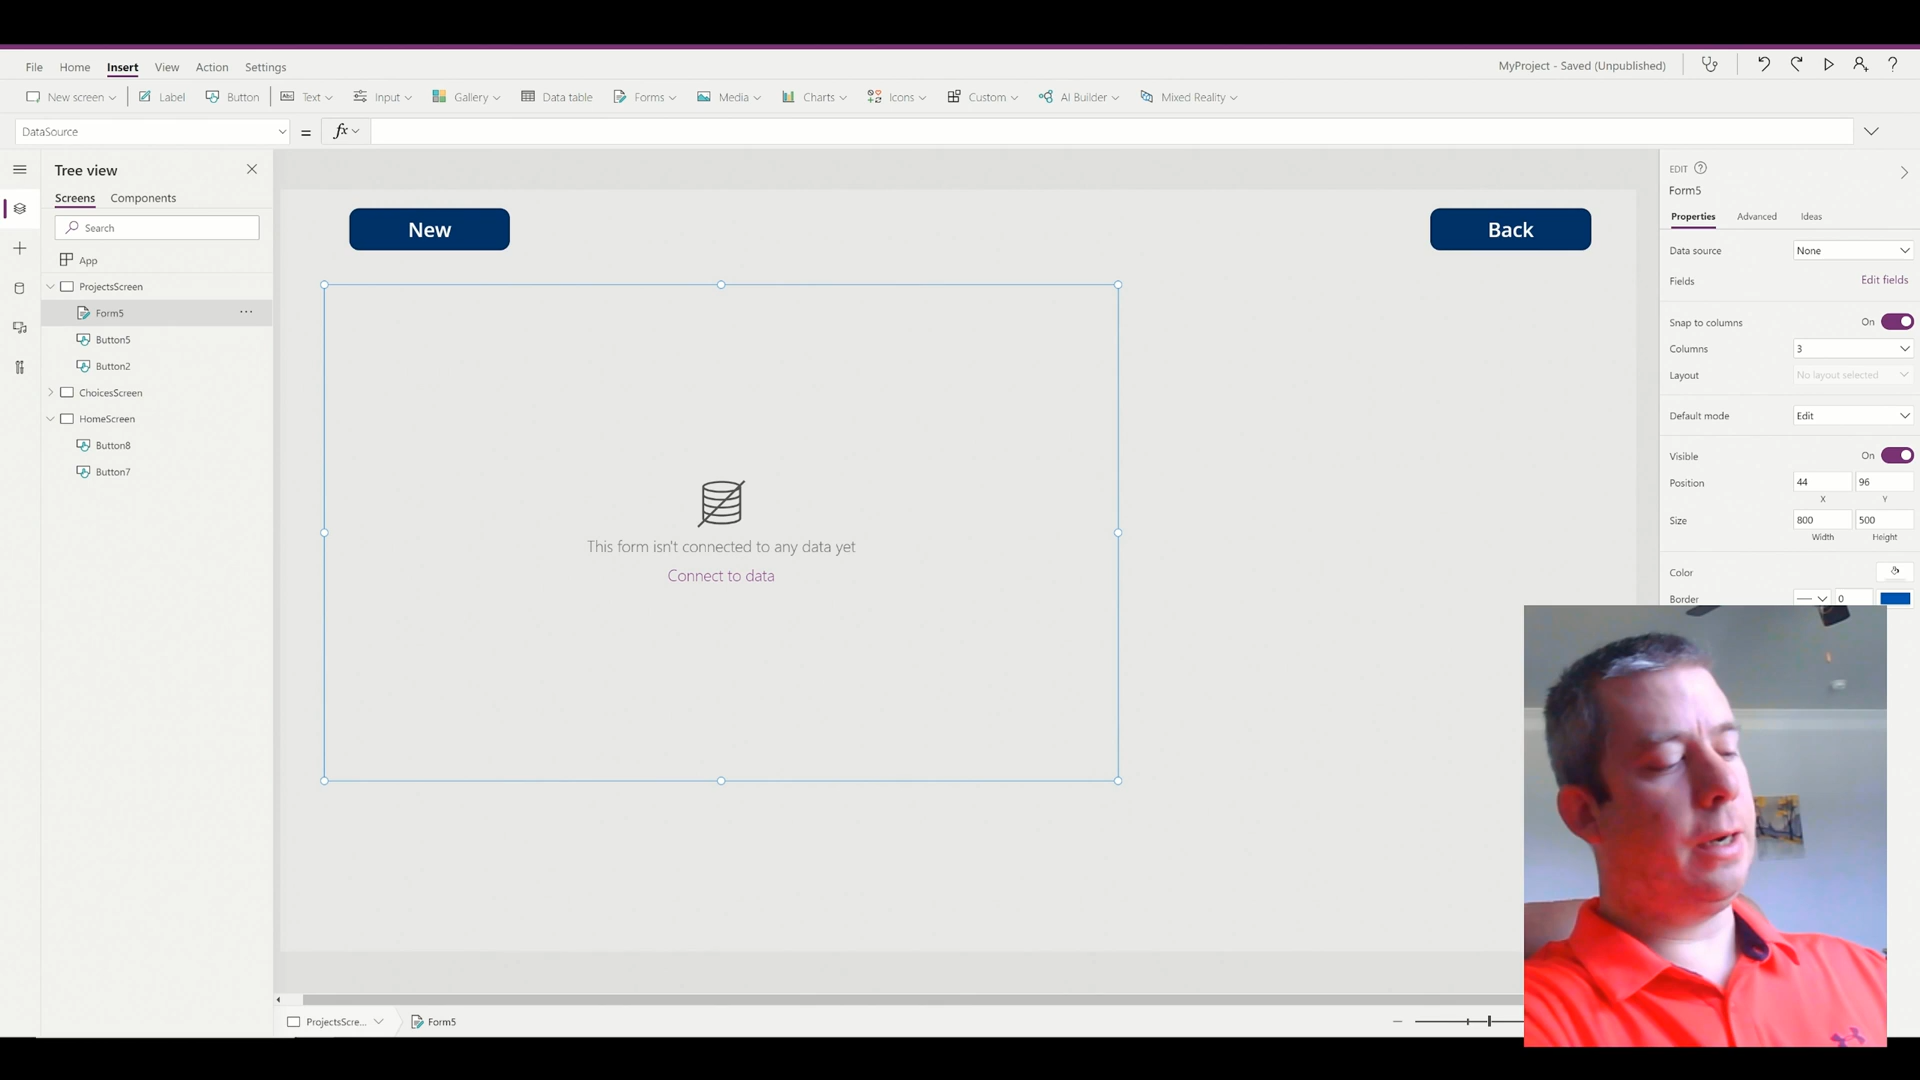 File Home Insert View Action Settings
MyProject - Saved (Unpublished)
New screen Label Button Text Input Gallery Data table Forms Media Charts Icons Custom AI Builder Mixed Reality
DataSource = fx
Tree view
Screens Components
Search
App
ProjectsScreen
Form5 ...
Button5
Button2
ChoicesScreen
HomeScreen
Button8
Button7
New Back
This form isn't connected to any data yet
Connect to data
EDIT
Form5
Properties Advanced Ideas
Data source None
Fields Edit fields
Snap to columns On
Columns 3
Layout No layout selected
Default mode Edit
Visible On
Position 44 96
X Y
Size 800 500
Width Height
Color
Border 0
ProjectsScre... Form5